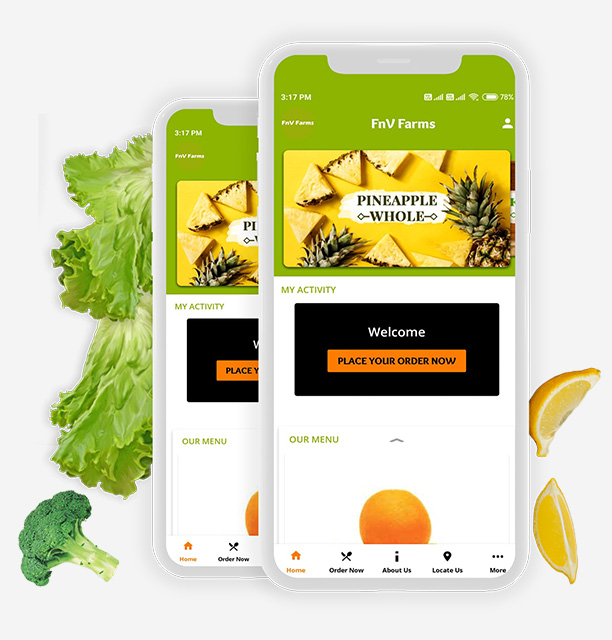 3:17 PM
FnV Farms
MY ACTIVITY
PLACE Y
OUR MENU
Home
Order Now
3:17 PM
78%
FnV Farms
FnV Farms
PINEAPPLE
WHOLE
MY ACTIVITY
Welcome
PLACE YOUR ORDER NOW
OUR MENU
Home
Order Now
About Us
Locate Us
More